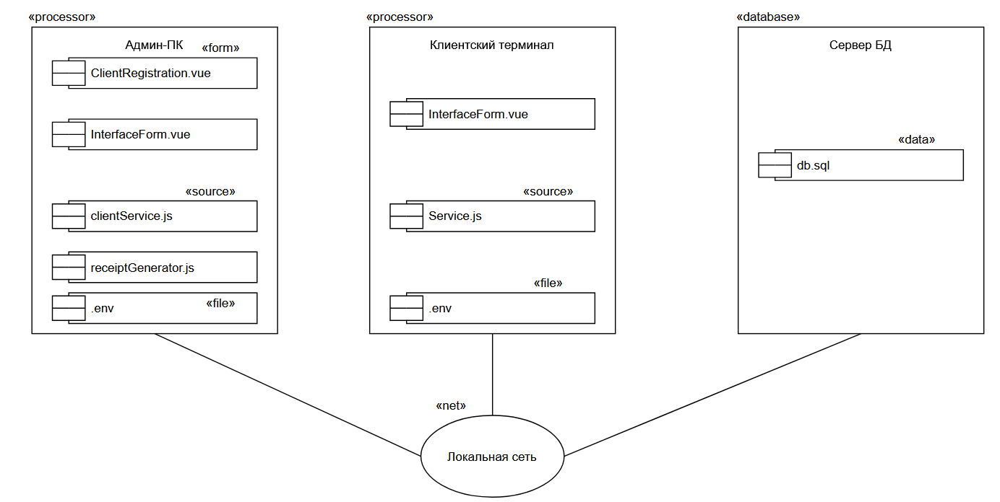 «processor»
Админ-ПК
«form»
ClientRegistration.vue
InterfaceForm.vue
«source»
clientService.js
receiptGenerator.js
.env
«file»
«processor»
Клиентский терминал
InterfaceForm.vue
«source»
Service.js
«file»
.env
«database»
Сервер БД
«data»
db.sql
«net»
Локальная сеть